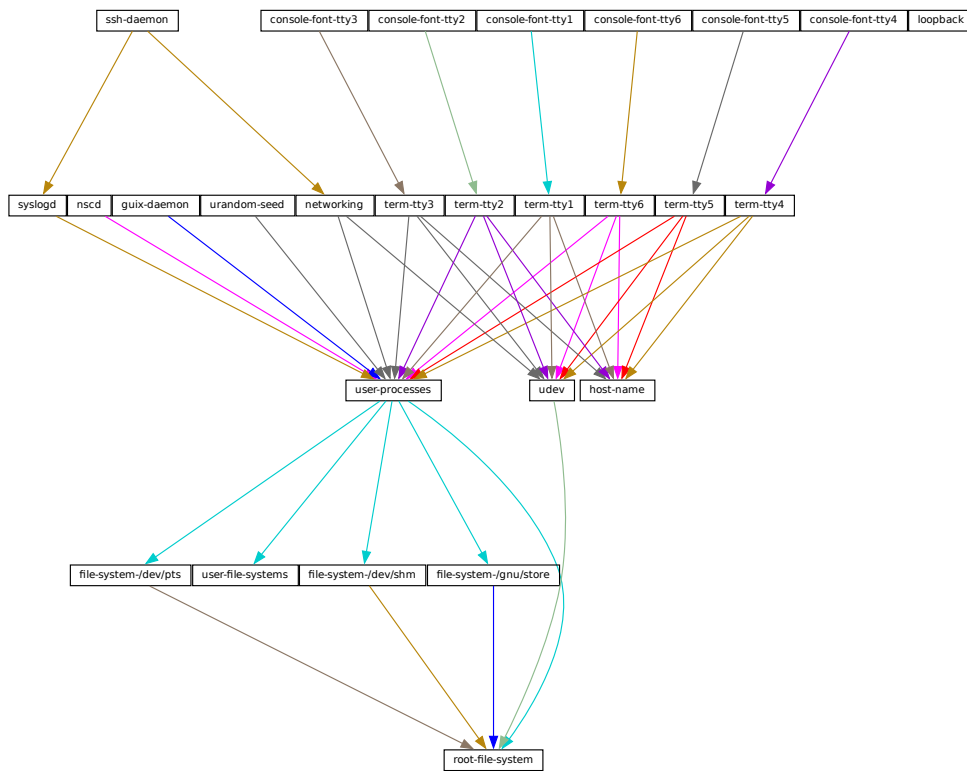 ssh-daemon
console-font-tty3
console-font-tty2
console-font-tty1
console-font-tty6
console-font-tty5
console-font-tty4
loopback
syslogd
nscd
guix-daemon
urandom-seed
networking
term-tty3
term-tty2
term-tty1
term-tty6
term-tty5
term-tty4
user-processes
udev
host-name
file-system-/dev/pts
user-file-systems
file-system-/dev/shm
file-system-/gnu/store
root-file-system